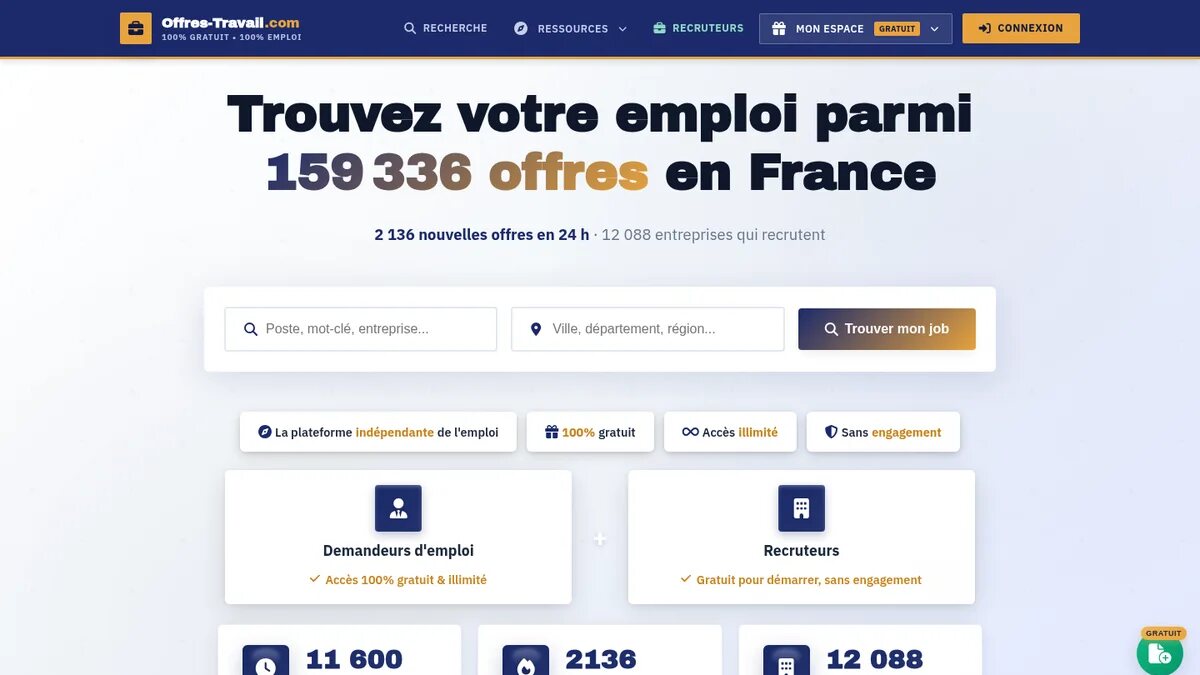 Offres-Travail.com
100% GRATUIT • 100% EMPLOI
RECHERCHE
RESSOURCES
RECRUTEURS
MON ESPACE GRATUIT
CONNEXION
Trouvez votre emploi parmi
159 336 offres en France
2 136 nouvelles offres en 24 h · 12 088 entreprises qui recrutent
Poste, mot-clé, entreprise...
Ville, département, région...
Trouver mon job
La plateforme indépendante de l'emploi
100% gratuit
Accès illimité
Sans engagement
Demandeurs d'emploi
Accès 100% gratuit & illimité
+
Recruteurs
Gratuit pour démarrer, sans engagement
11 600
2136
12 088
GRATUIT